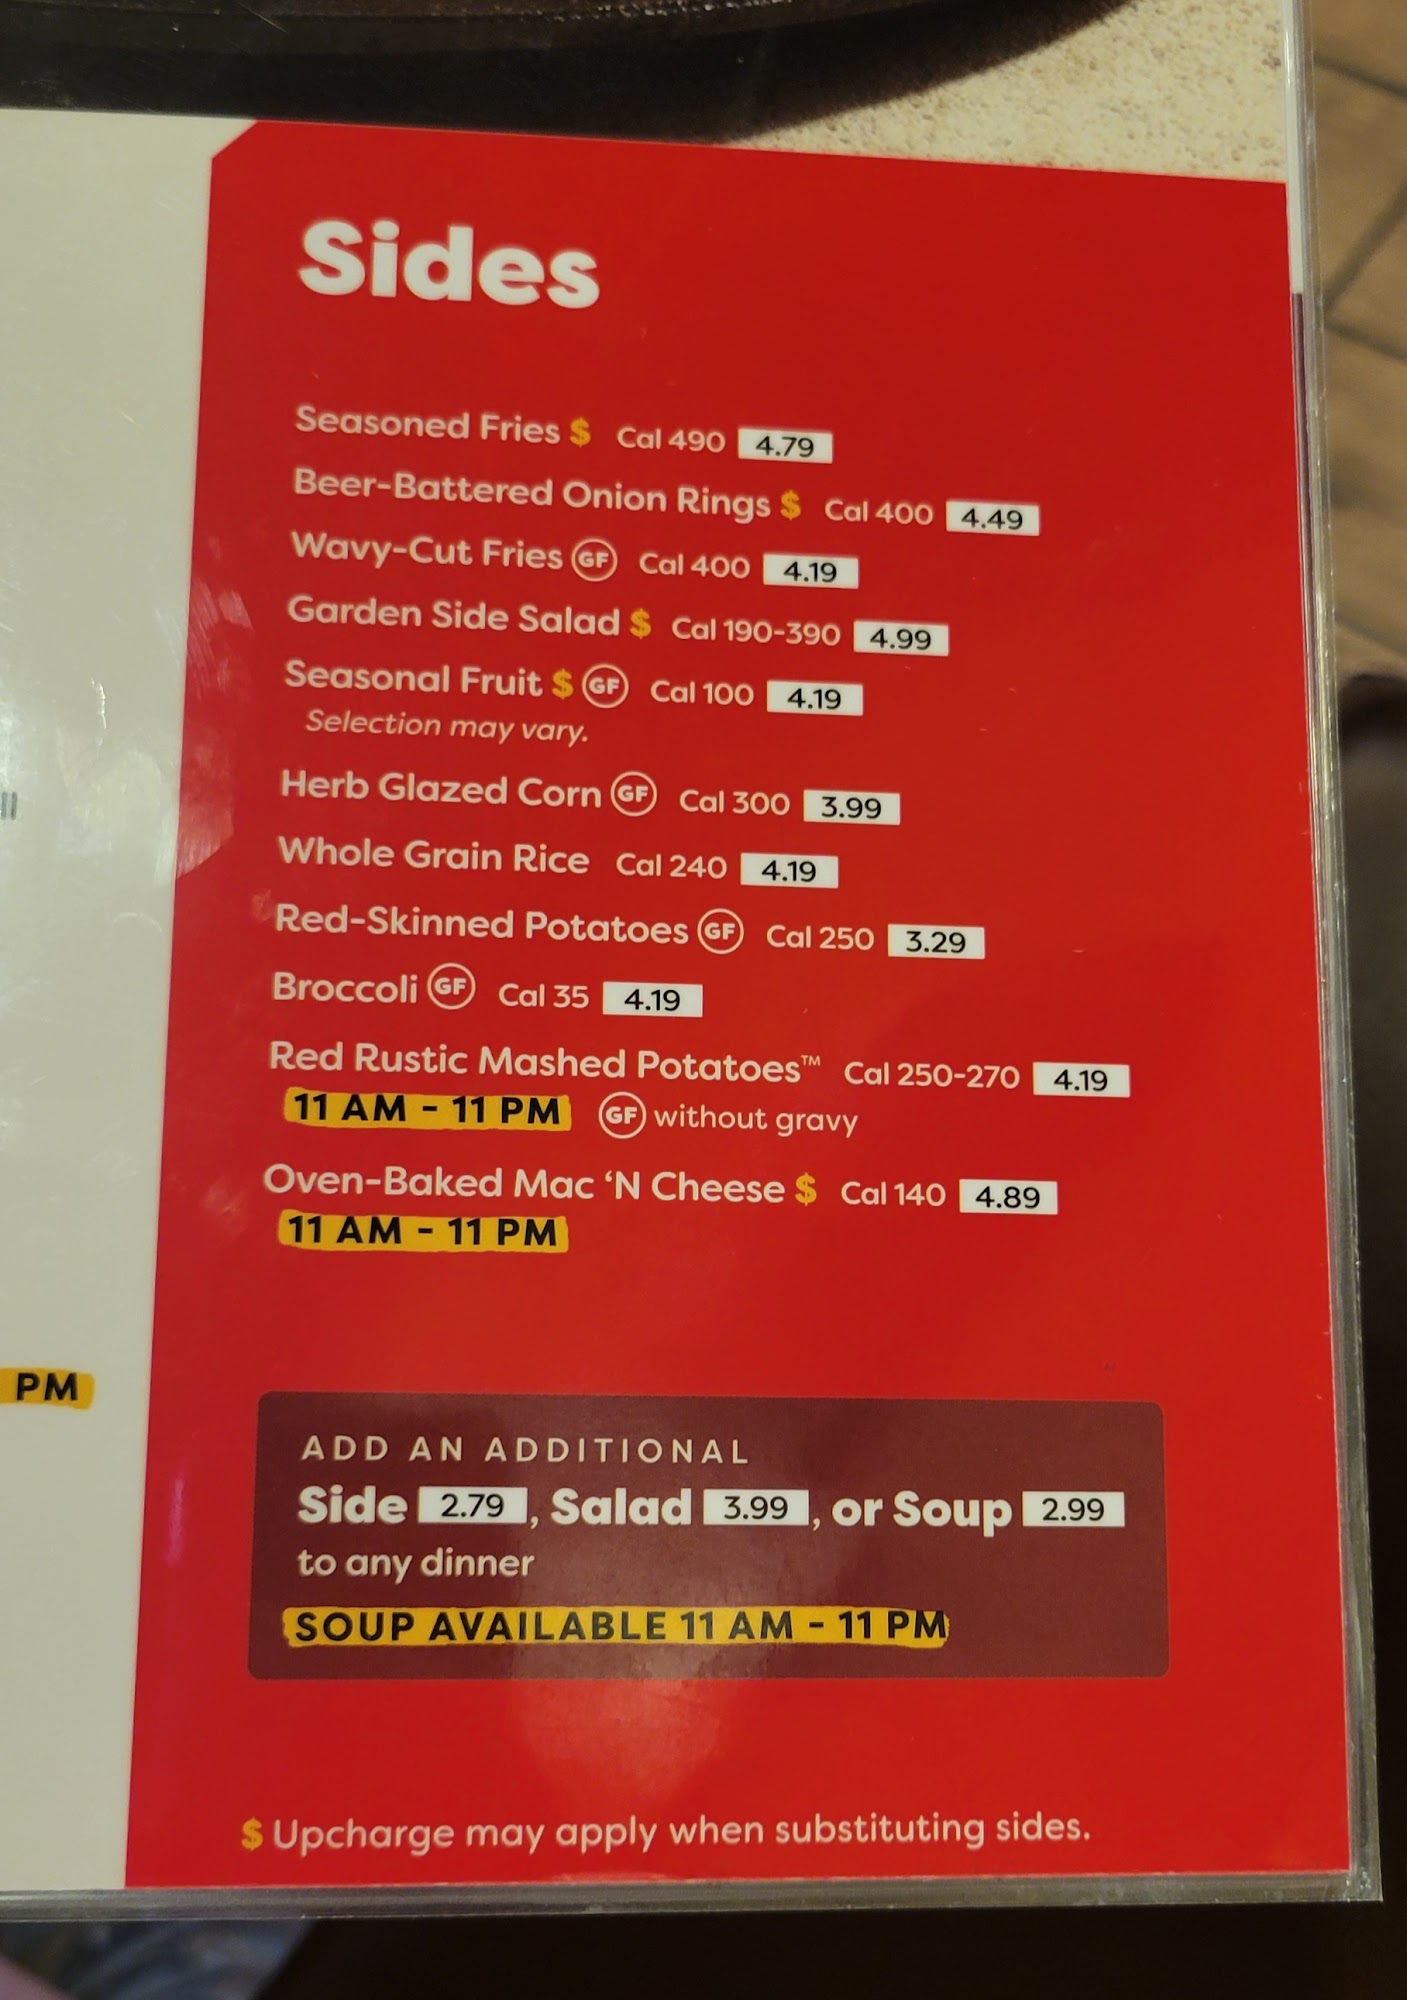 Sides
Seasoned Fries $ Cal 490 4.79
Beer-Battered Onion Rings $ Cal 400 4.49
Wavy-Cut Fries GF Cal 400 4.19
Garden Side Salad $ Cal 190-390 4.99
Seasonal Fruit $ GF Cal 100 4.19
Selection may vary.
Herb Glazed Corn GF Cal 300 3.99
Whole Grain Rice Cal 240 4.19
Red-Skinned Potatoes GF Cal 250 3.29
Broccoli GF Cal 35 4.19
Red Rustic Mashed Potatoes™ Cal 250-270 4.19
11 AM - 11 PM GF without gravy
Oven-Baked Mac ‘N Cheese $ Cal 140 4.89
11 AM - 11 PM
PM
ADD AN ADDITIONAL
Side 2.79, Salad 3.99, or Soup 2.99
to any dinner
SOUP AVAILABLE 11 AM - 11 PM
$ Upcharge may apply when substituting sides.